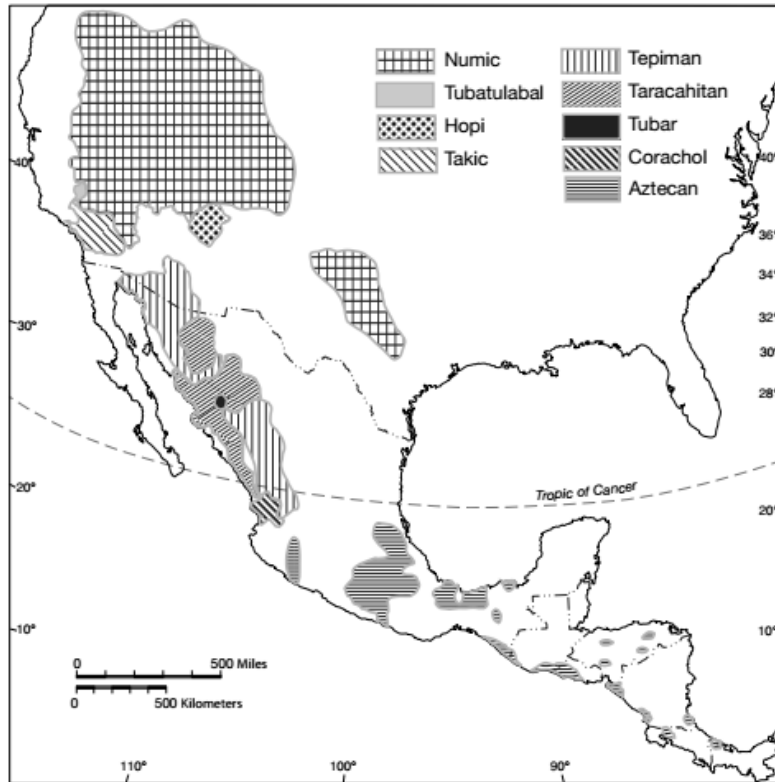 Numic
Tubatulabal
Hopi
Takic
Tepiman
Taracahitan
Tubar
Corachol
Aztecan
40°
40°
36°
34°
32°
30°
30°
28°
Tropic of Cancer
20°
20°
10°
10°
0 500 Miles
0 500 Kilometers
110° 100° 90°